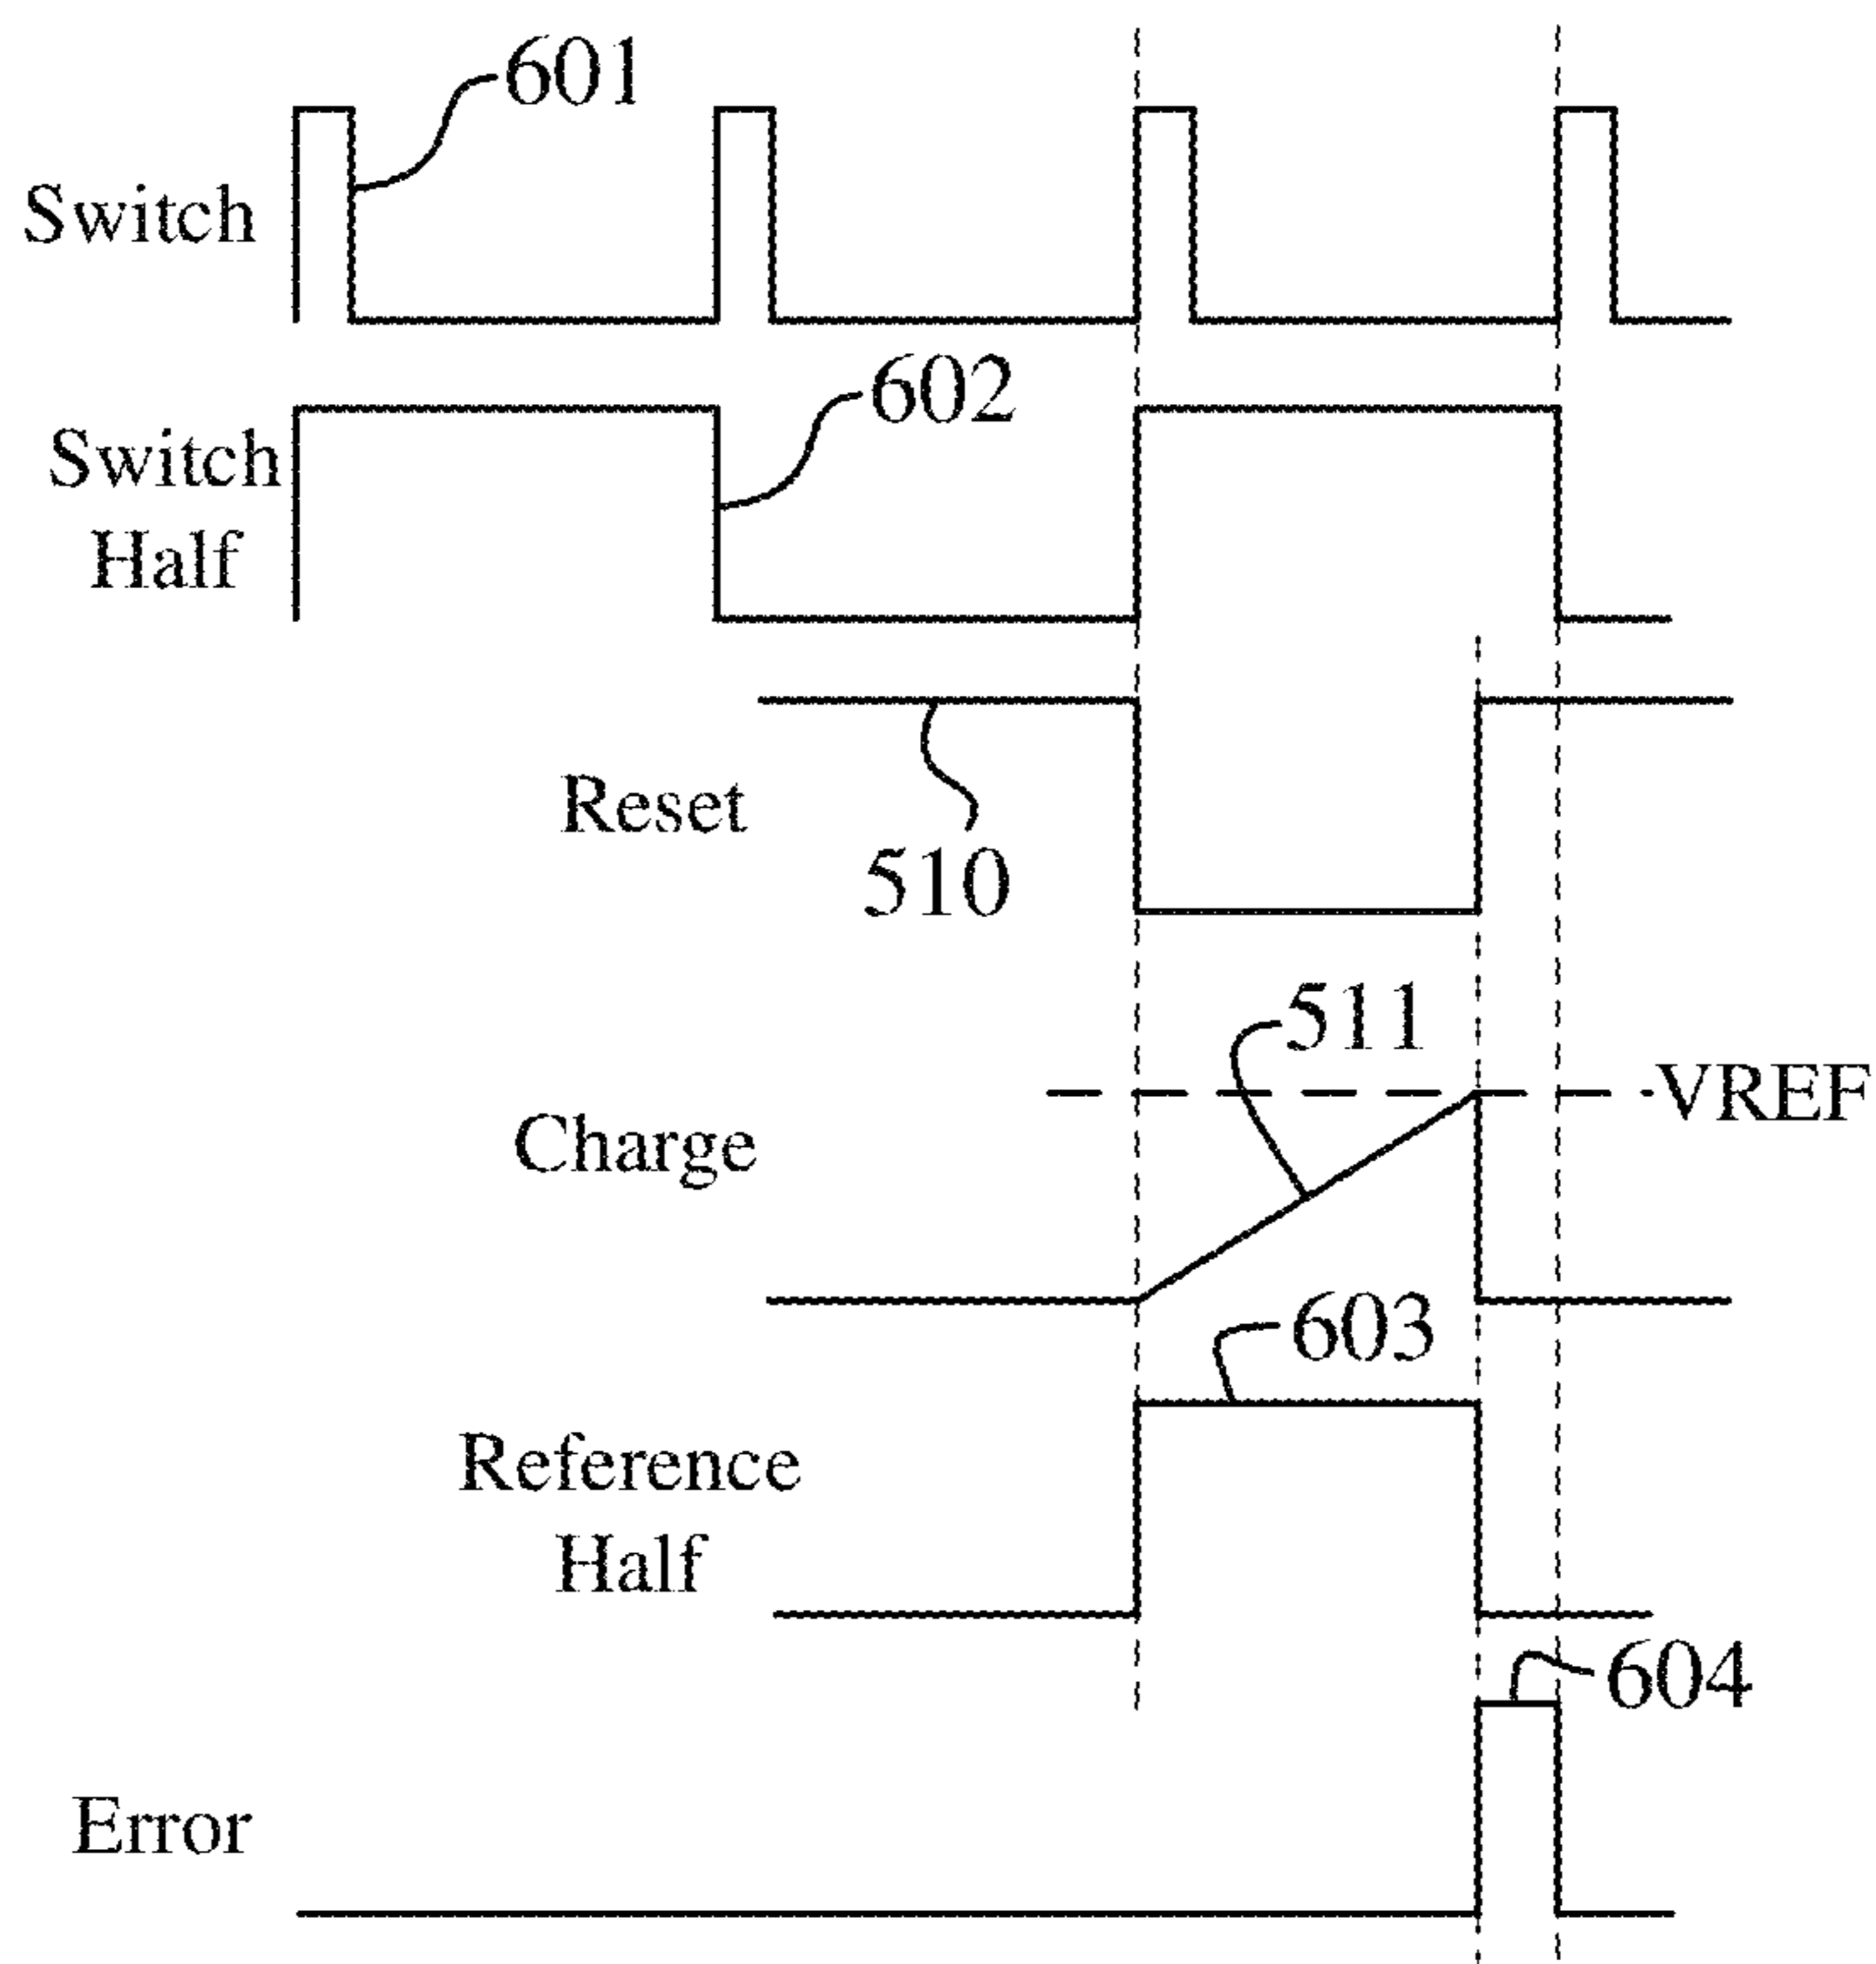 601
Switch
602
Switch
Half
Reset
510
511
VREF
Charge
603
Reference
Half
604
Error